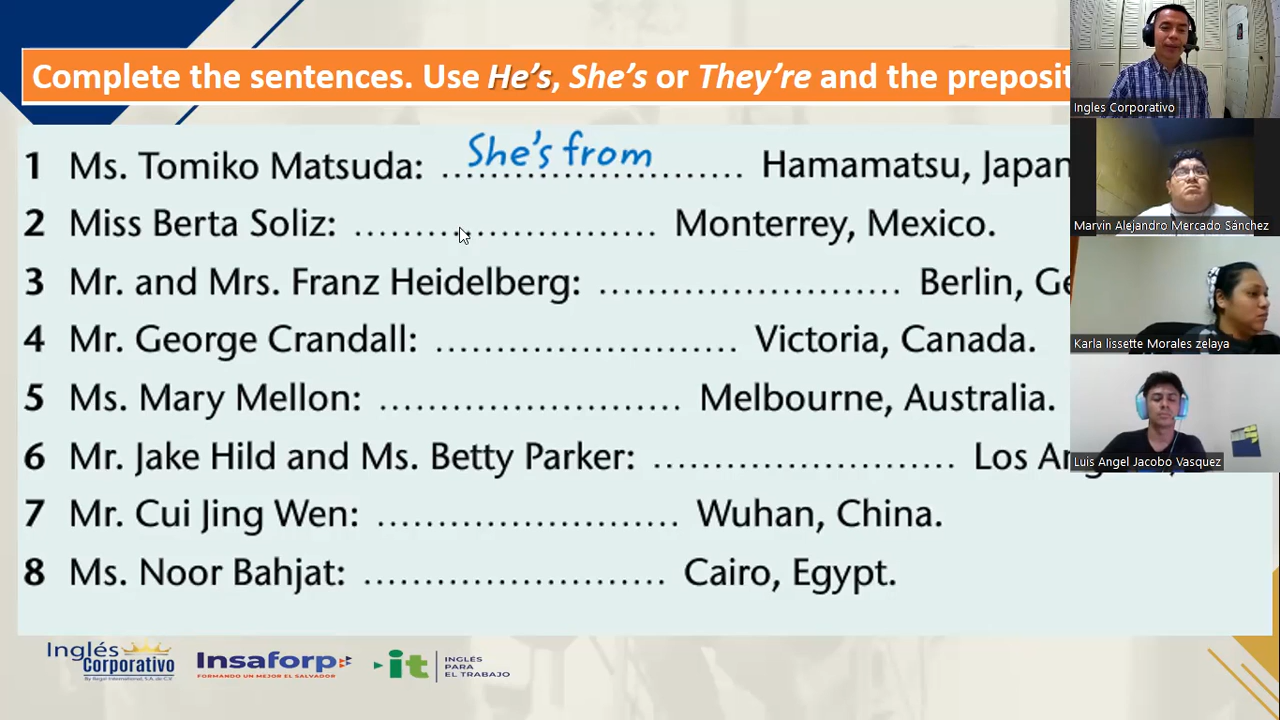 Complete the sentences. Use He's, She's or They're and the preposit
1 Ms. Tomiko Matsuda: She's from Hamamatsu, Japan
2 Miss Berta Soliz: ........................ Monterrey, Mexico.
3 Mr. and Mrs. Franz Heidelberg: ........................ Berlin, Ge
4 Mr. George Crandall: ........................ Victoria, Canada.
5 Ms. Mary Mellon: ........................ Melbourne, Australia.
6 Mr. Jake Hild and Ms. Betty Parker: ........................ Los An
7 Mr. Cui Jing Wen: ........................ Wuhan, China.
8 Ms. Noor Bahjat: ........................ Cairo, Egypt.
Ingles Corporativo
Marvin Alejandro Mercado Sánchez
Karla lissette Morales zelaya
Luis Angel Jacobo Vasquez
Inglés
Corporativo
By Regal International, S.A. de C.V.
Insaforp
FORMANDO UN MEJOR EL SALVADOR
it
INGLÉS
PARA
EL TRABAJO